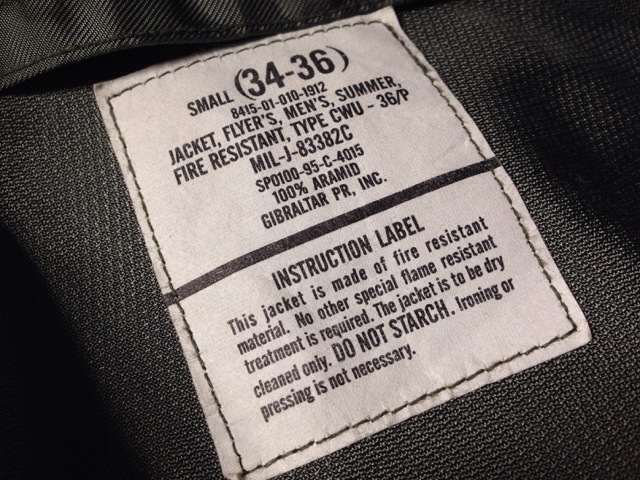 SMALL (34-36)
8415-01-010-1912
JACKET, FLYER'S, MEN'S, SUMMER,
FIRE RESISTANT, TYPE CWU - 36/P
MIL-J-83382C
SPO100-95-C-4015
100% ARAMID
GIBRALTAR PR, INC.
INSTRUCTION LABEL
This jacket is made of fire resistant
material. No other special flame resistant
treatment is required. The jacket is to be dry
cleaned only. DO NOT STARCH. Ironing or
pressing is not necessary.